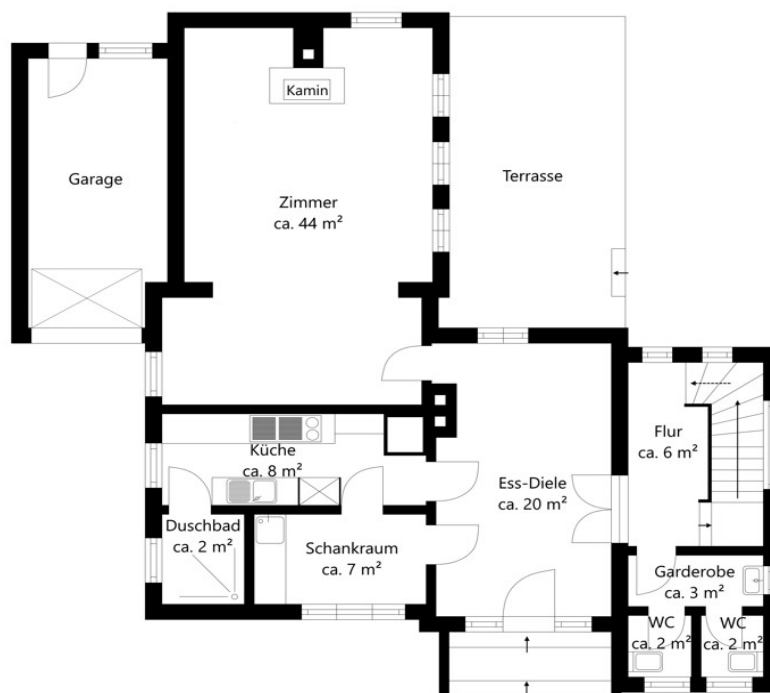 Kamin
Garage
Terrasse
Zimmer
ca. 44 m²
Küche
ca. 8 m²
Flur
ca. 6 m²
Ess-Diele
ca. 20 m²
Duschbad
ca. 2 m²
Schankraum
ca. 7 m²
Garderobe
ca. 3 m²
WC
ca. 2 m²
WC
ca. 2 m²